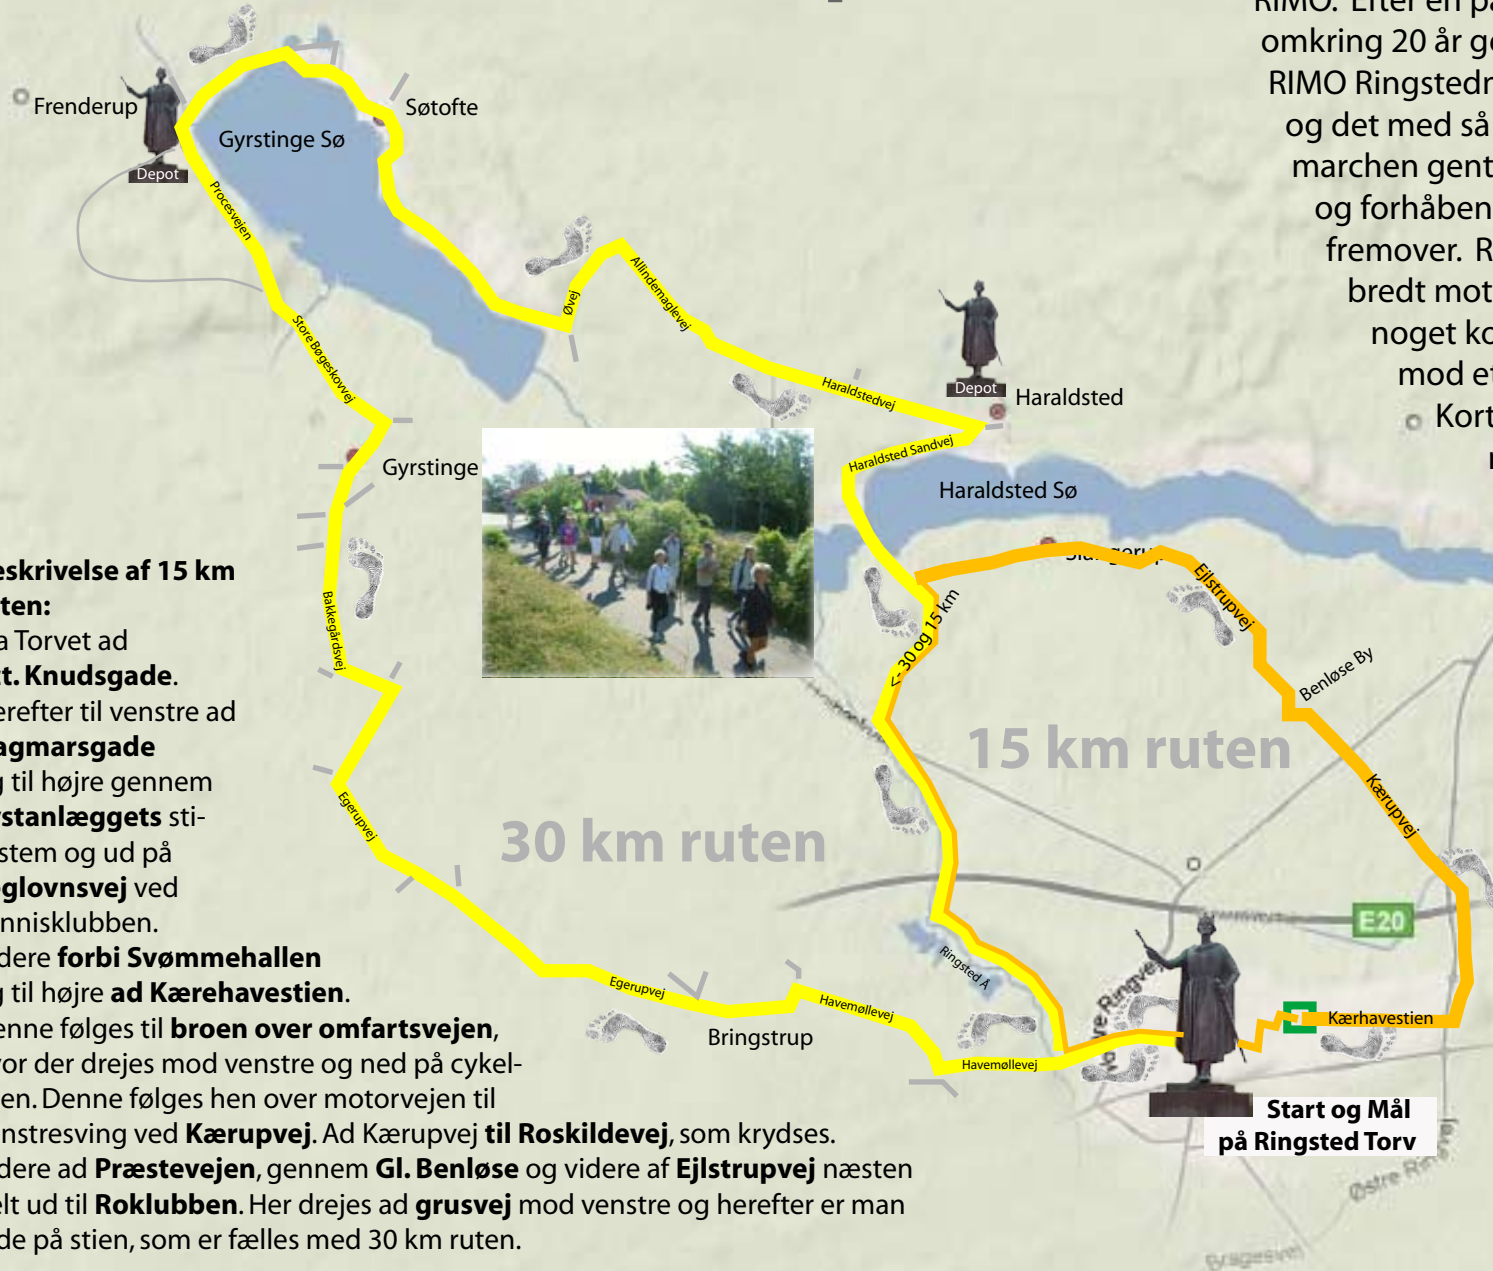 RIMO. Efter en
omkring 20 år
RIMO
og det med så
marchen
og
fremover.
bredt
noget
mod
Frenderup
Depot
Gyrstinge Sø
Søtofte
Procesvejen
Store Bøgeskovvej
Øvej
Allindemaglevej
Haraldstedvej
Depot
Haraldsted
Haraldsted Sandvej
Haraldsted Sø
Gyrstinge
Bakkegårdsvej
Ejlstrupvej
Benløse By
<- 30 og 15 km
15 km ruten
30 km ruten
Kærupvej
Egerupvej
E20
Ringsted Å
Egerupvej
Havemøllevej
Kærhavestien
Bringstrup
Havemøllevej
Start og Mål
på Ringsted Torv
eskrivelse af 15 km
ten:
a Torvet ad
t. Knudsgade.
erefter til venstre ad
agmarsgade
g til højre gennem
stanlæggets sti-
stem og ud på
glovnsvej ved
nnisklubben.
dere forbi Svømmehallen
g til højre ad Kærehavestien.
enne følges til broen over omfartsvejen,
vor der drejes mod venstre og ned på cykel-
en. Denne følges hen over motorvejen til
nstresving ved Kærupvej. Ad Kærupvej til Roskildevej, som krydses.
dere ad Præstevejen, gennem Gl. Benløse og videre af Ejlstrupvej næsten
elt ud til Roklubben. Her drejes ad grusvej mod venstre og herefter er man
de på stien, som er fælles med 30 km ruten.